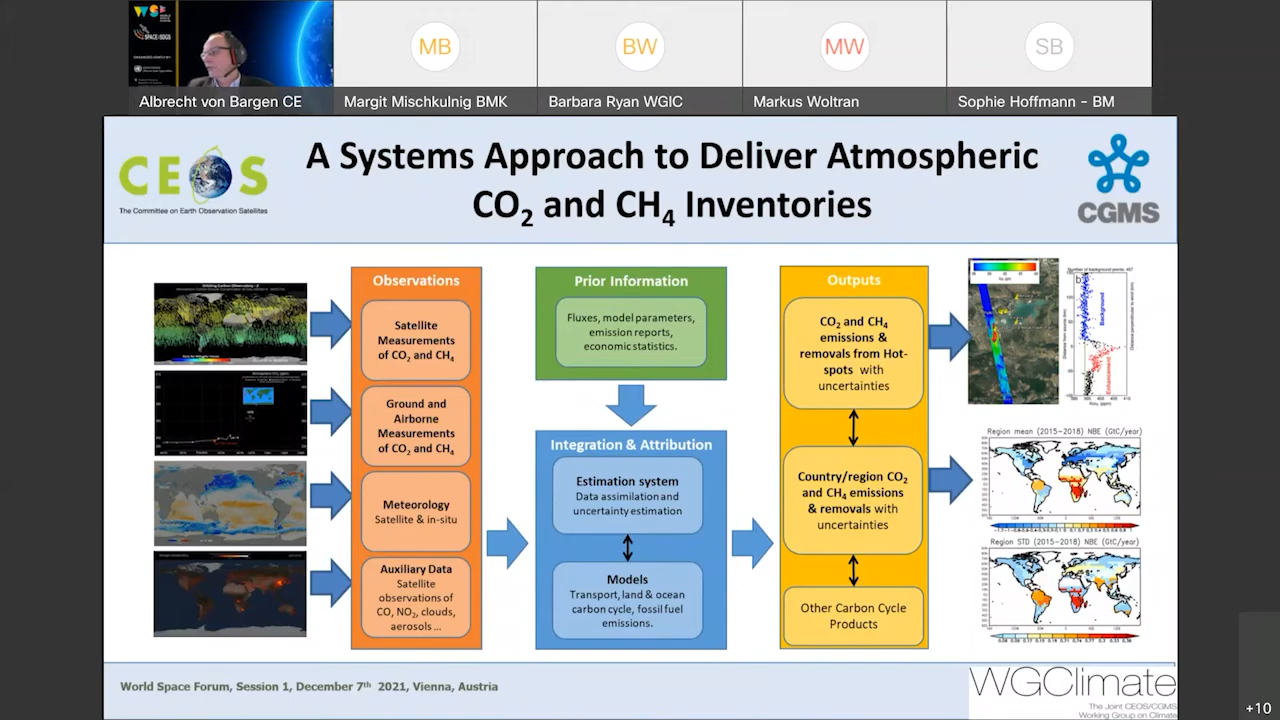 MB
BW
MW
SB
Albrecht von Bargen CE
Margit Mischkulnig BMK
Barbara Ryan WGIC
Markus Woltran
Sophie Hoffmann - BM
CEOS
The Committee on Earth Observation Satellites
A Systems Approach to Deliver Atmospheric
CO2 and CH4 Inventories
CGMS
Observations
Satellite
Measurements
of CO2 and CH4
Ground and
Airborne
Measurements
of CO2 and CH4
Meteorology
Satellite & in-situ
Auxiliary Data
Satellite
observations of
CO, NO2, clouds,
aerosols ...
Prior Information
Fluxes, model parameters,
emission reports,
economic statistics.
Integration & Attribution
Estimation system
Data assimilation and
uncertainty estimation
Models
Transport, land & ocean
carbon cycle, fossil fuel
emissions.
Outputs
CO2 and CH4
emissions &
removals from Hot-
spots with
uncertainties
Country/region CO2
and CH4 emissions
& removals with
uncertainties
Other Carbon Cycle
Products
Background
Enhancement
Region mean (2015-2018) NBE (GtC/year)
Region STD (2015-2018) NBE (GtC/year)
World Space Forum, Session 1, December 7th 2021, Vienna, Austria
WGClimate
The Joint CEOS/CGMS
Working Group on Climate
+10